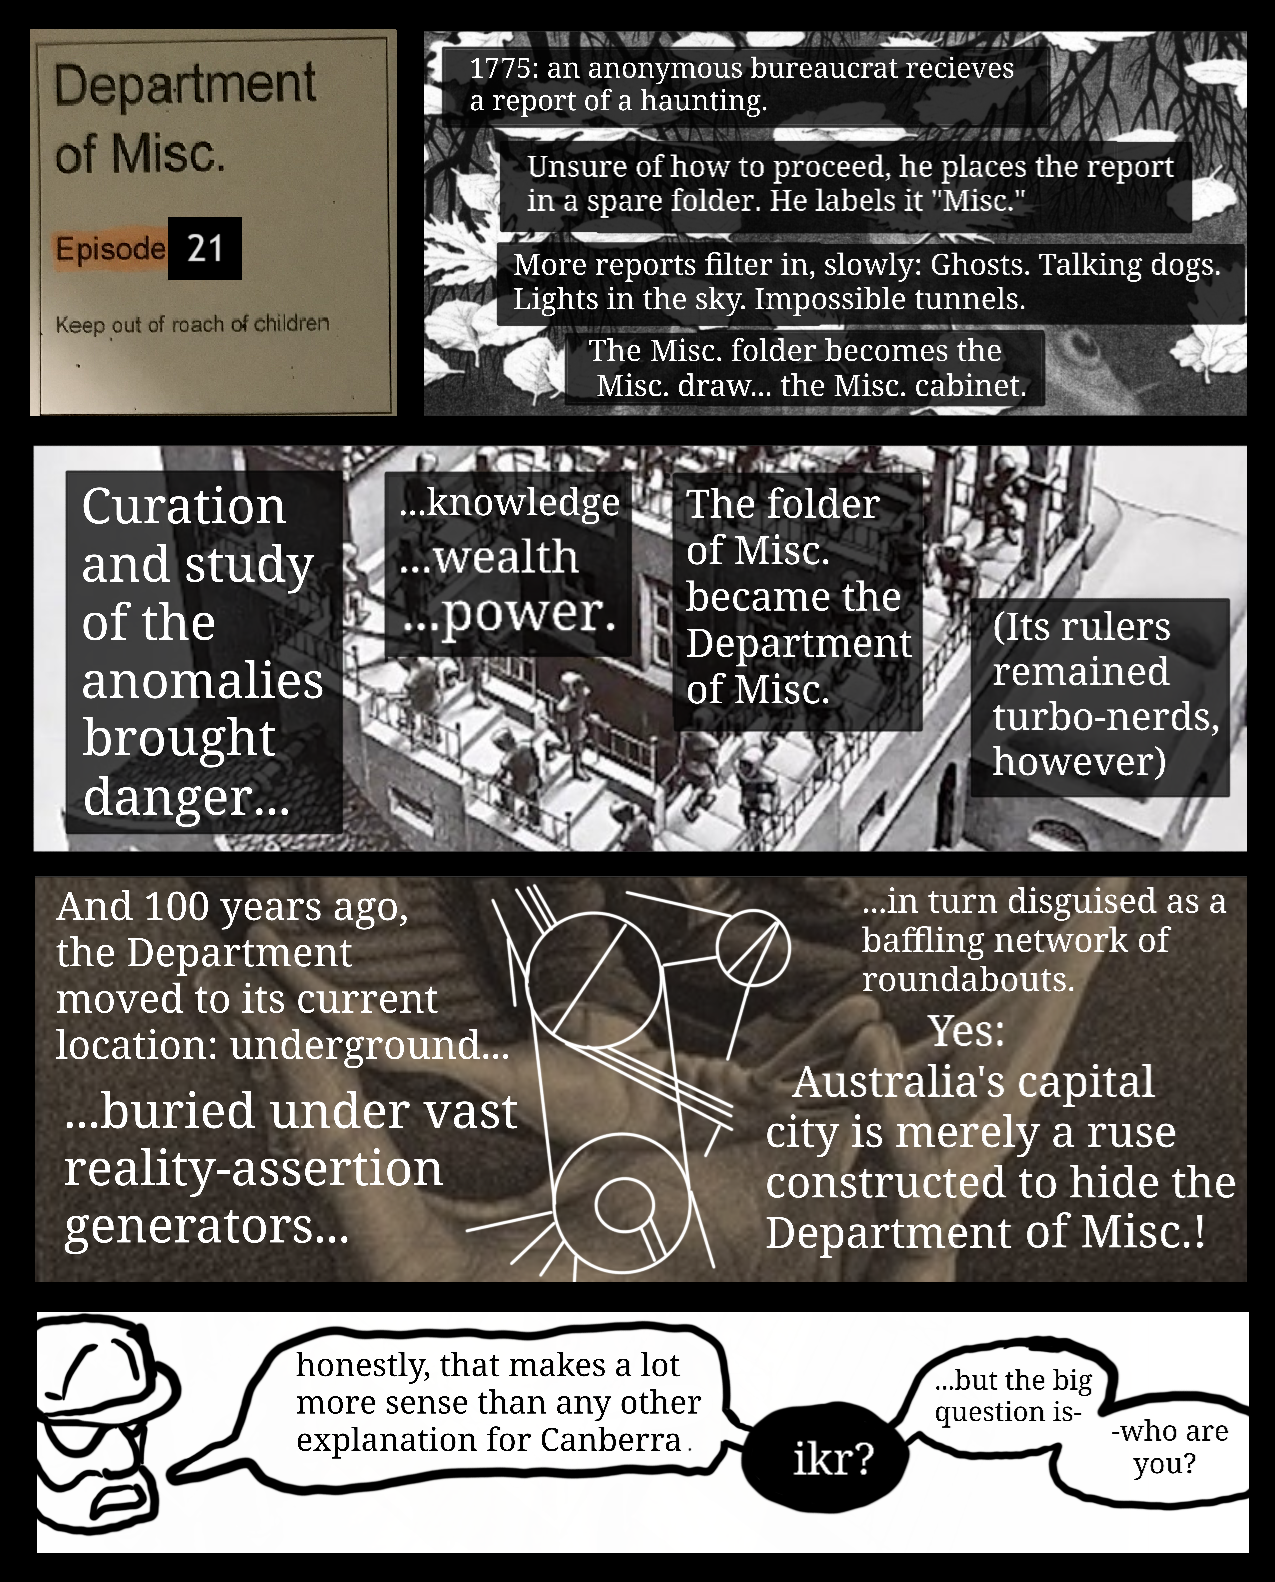 Department
of Misc.
Episode 21
Keep out of roach of children
1775: an anonymous bureaucrat recieves
a report of a haunting.
Unsure of how to proceed, he places the report
in a spare folder. He labels it "Misc."
More reports filter in, slowly: Ghosts. Talking dogs.
Lights in the sky. Impossible tunnels.
The Misc. folder becomes the
Misc. draw... the Misc. cabinet.
Curation
and study
of the
anomalies
brought
danger...
...knowledge
...wealth
...power.
The folder
of Misc.
became the
Department
of Misc.
(Its rulers
remained
turbo-nerds,
however)
And 100 years ago,
the Department
moved to its current
location: underground...
...buried under vast
reality-assertion
generators...
...in turn disguised as a
baffling network of
roundabouts.
Yes:
Australia's capital
city is merely a ruse
constructed to hide the
Department of Misc.!
honestly, that makes a lot
more sense than any other
explanation for Canberra.
ikr?
...but the big
question is-
-who are
you?